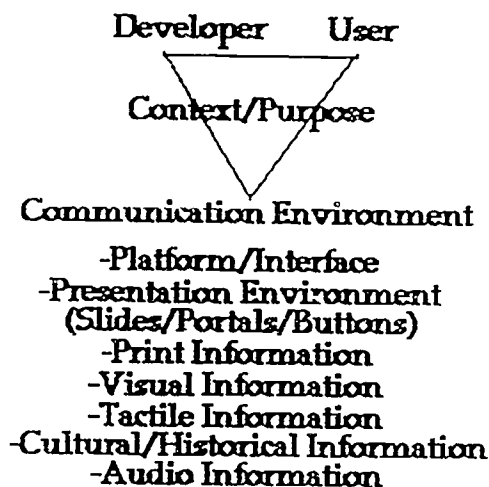 Developer User
Context/Purpose
Communication Environment
-Platform/Interface
-Presentation Environment
(Slides/Portals/Buttons)
-Print Information
-Visual Information
-Tactile Information
-Cultural/Historical Information
-Audio Information